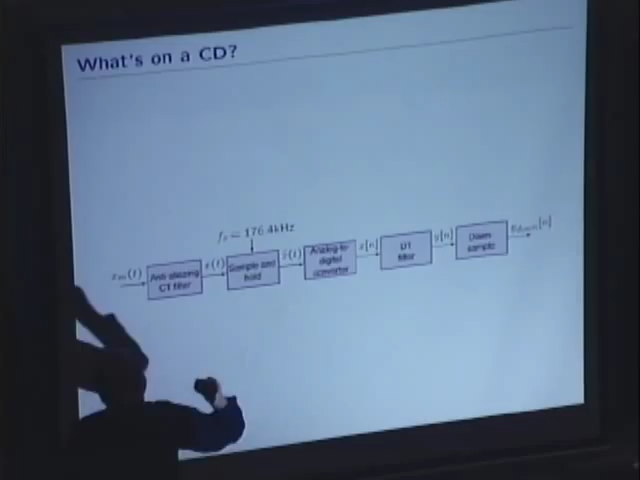 What's on a CD?
fₛ = 176.4kHz
Anti-aliasing
CT filter
x(t)
Sample and
hold
Analog-to-
digital
converter
x[n]
DT
filter
y[n]
Down
sample